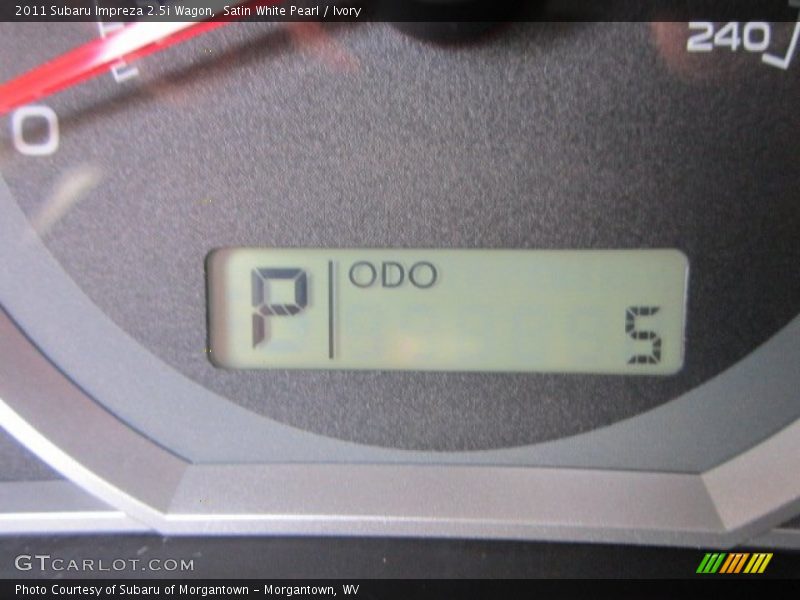 2011 Subaru Impreza 2.5i Wagon, Satin White Pearl / Ivory
240
0
P ODO
5
GTCARLOT.COM
Photo Courtesy of Subaru of Morgantown - Morgantown, WV